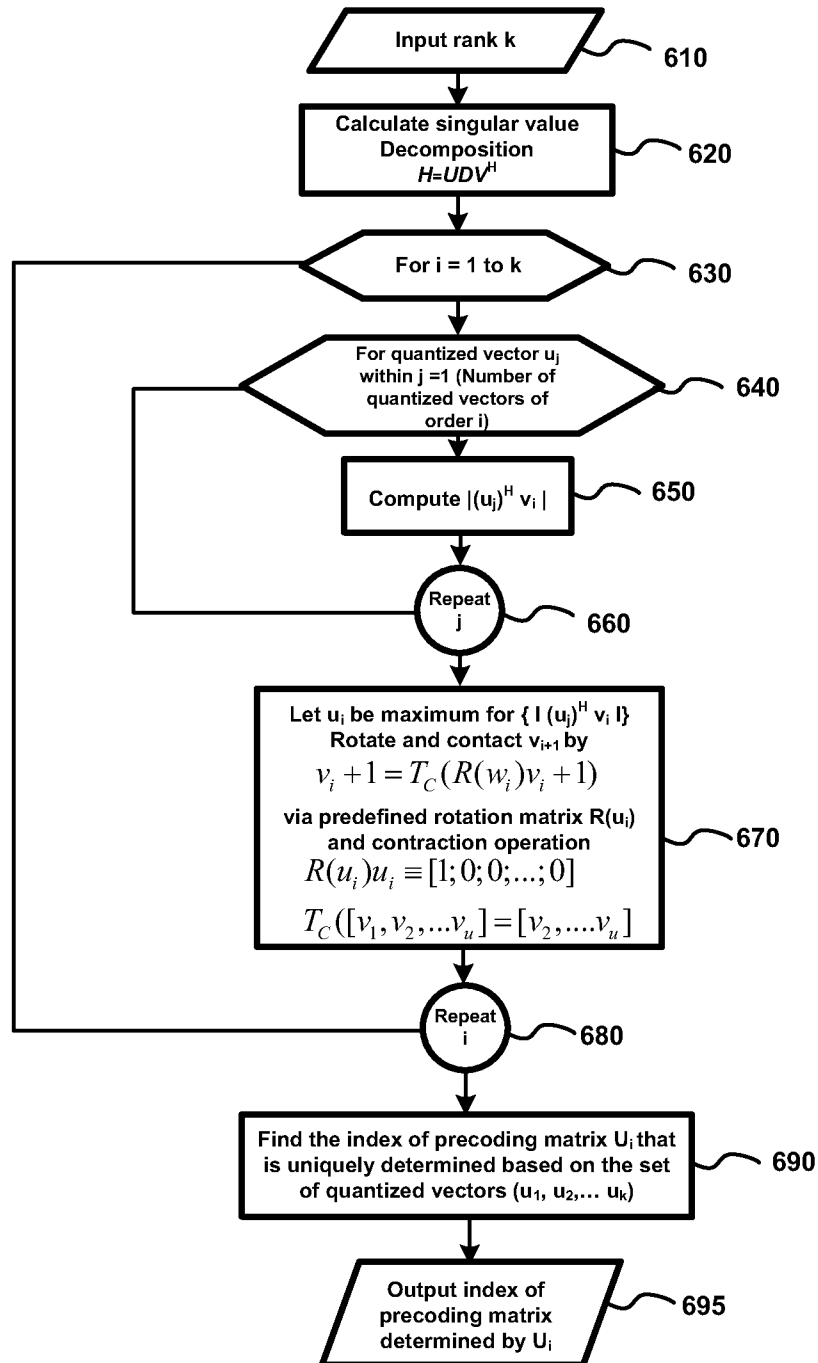 Input rank k
610
Calculate singular value
Decomposition
H=UDV^H
620
For i = 1 to k
630
For quantized vector u_j
within j =1 (Number of
quantized vectors of
order i)
640
Compute |(u_j)^H v_i |
650
Repeat
j
660
Let u_i be maximum for { I (u_j)^H v_i I}
Rotate and contact v_{i+1} by
v_i + 1 = T_C(R(w_i)v_i + 1)
via predefined rotation matrix R(u_i)
and contraction operation
R(u_i)u_i ≡ [1;0;0;...;0]
T_C([v_1, v_2,...v_u] = [v_2,....v_u]
670
Repeat
i
680
Find the index of precoding matrix U_i that
is uniquely determined based on the set
of quantized vectors (u_1, u_2,... u_k)
690
Output index of
precoding matrix
determined by U_i
695